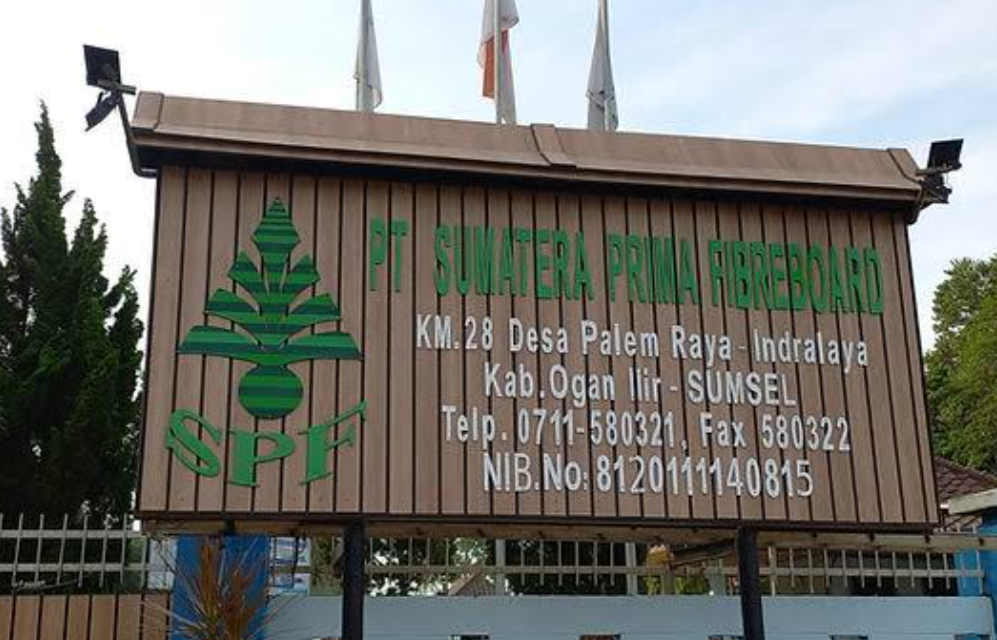 PT SUMATERA PRIMA FIBREBOARD
KM.28 Desa Palem Raya - Indralaya
Kab.Ogan Ilir - SUMSEL
Telp. 0711-580321, Fax 580322
NIB.No: 8120111140815
SPF